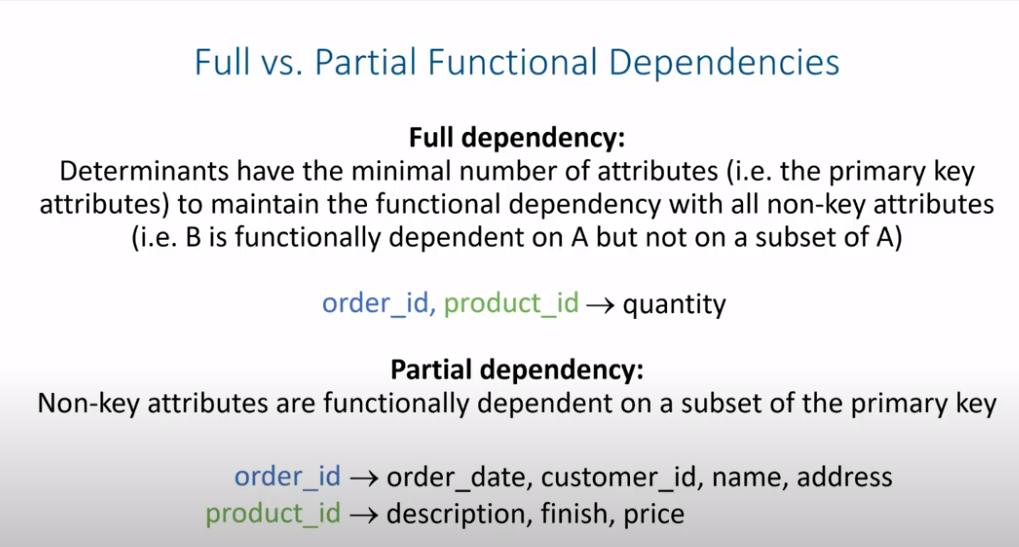 Full vs. Partial Functional Dependencies
Full dependency:
Determinants have the minimal number of attributes (i.e. the primary key
attributes) to maintain the functional dependency with all non-key attributes
(i.e. B is functionally dependent on A but not on a subset of A)
order_id, product_id → quantity
Partial dependency:
Non-key attributes are functionally dependent on a subset of the primary key
order_id → order_date, customer_id, name, address
product_id → description, finish, price